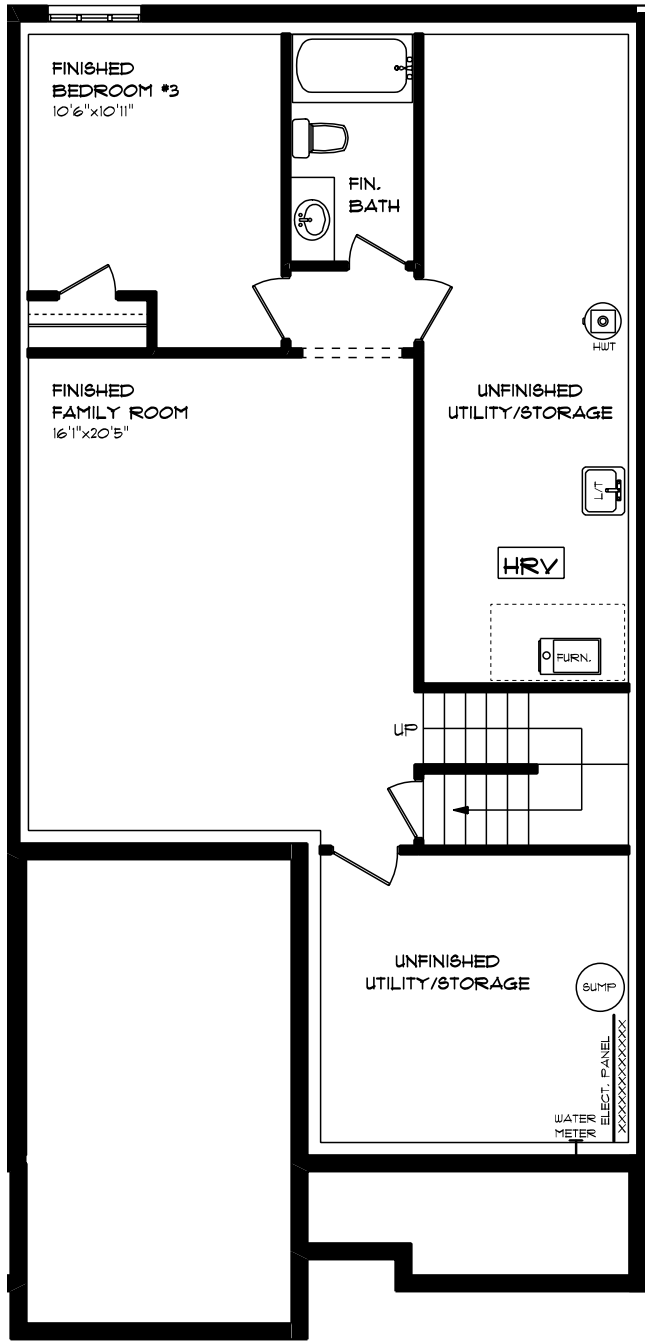 FINISHED
BEDROOM #3
10'6"x10'11"
FIN.
BATH
HWT
FINISHED
FAMILY ROOM
16'1"x20'5"
UNFINISHED
UTILITY/STORAGE
L/T
HRV
FURN.
UP
UNFINISHED
UTILITY/STORAGE
SUMP
ELECT. PANEL
XXXXXXXXXXXXX
WATER
METER